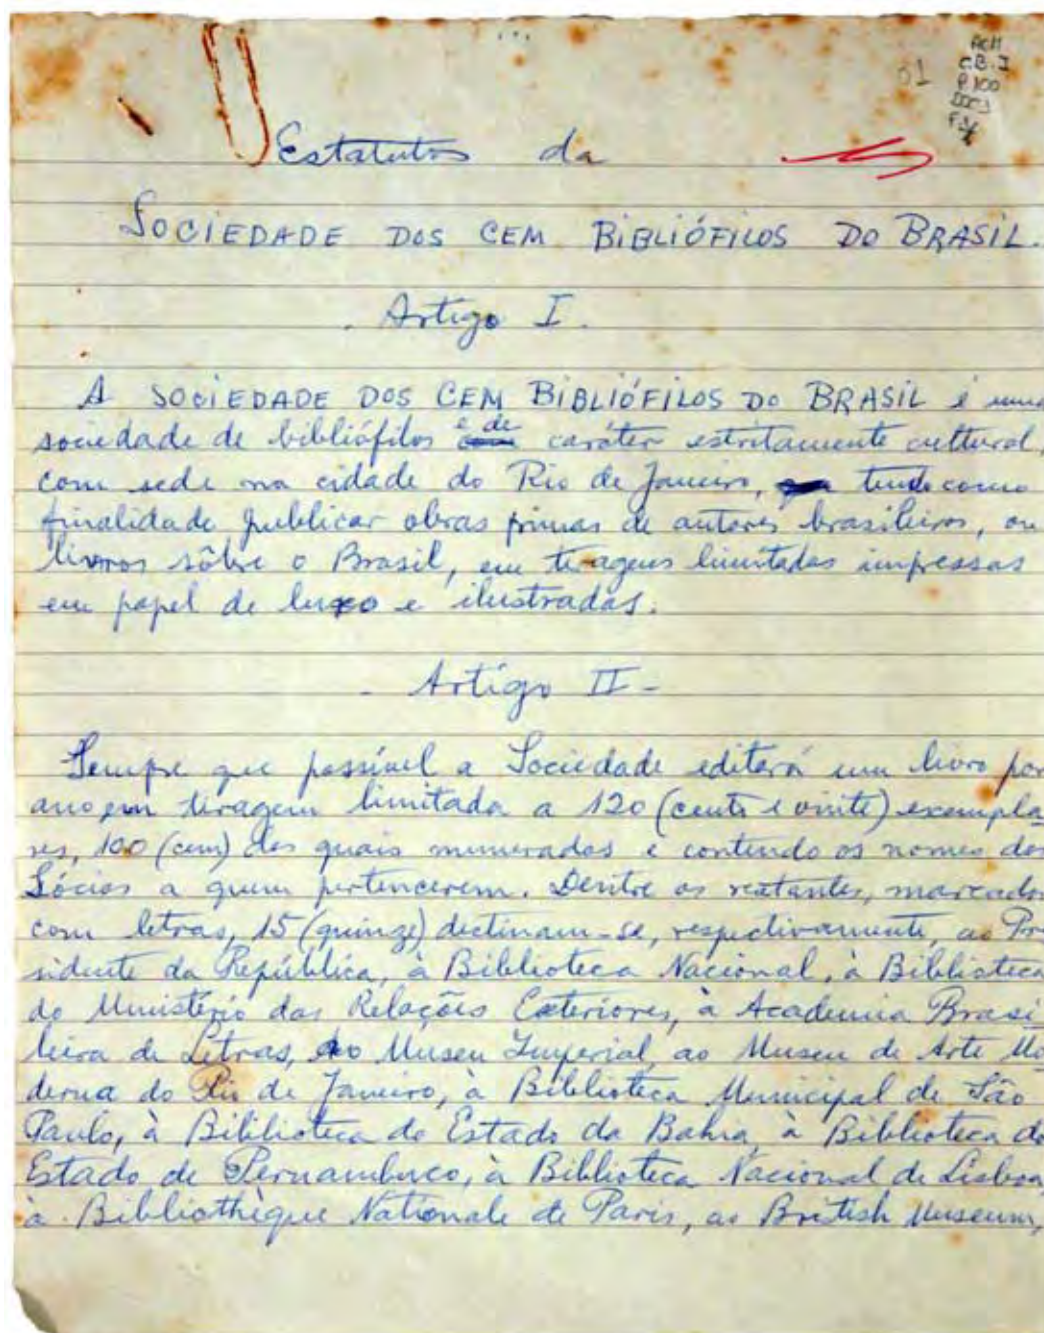 01
RCM
C.B.I
P.100
Estatutos da
SOCIEDADE DOS CEM BIBLIÓFILOS DO BRASIL.
. Artigo I.
A SOCIEDADE DOS CEM BIBLIÓFILOS DO BRASIL é uma
sociedade de bibliófilos e de caráter estritamente cultural,
com sede na cidade do Rio de Janeiro, tendo como
finalidade publicar obras primas de autores brasileiros, ou
livros sôbre o Brasil, em tiragens limitadas impressas
em papel de luxo e ilustradas.
- Artigo II -
Sempre que possível a Sociedade editará um livro por
ano em tiragem limitada a 120 (cento e vinte) exempla
res, 100 (cem) dos quais numerados e contendo os nomes dos
Sócios a quem pertencerem. Dentre os restantes, marcados
com letras, 15 (quinze) destinam-se, respectivamente, ao Pre
sidente da República, à Biblioteca Nacional, à Biblioteca
do Ministério das Relações Exteriores, à Academia Brasi
leira de Letras, ao Museu Imperial, ao Museu de Arte Mo
derna do Rio de Janeiro, à Biblioteca Municipal de São
Paulo, à Biblioteca do Estado da Bahia, à Biblioteca do
Estado de Pernambuco, à Biblioteca Nacional de Lisboa,
à Bibliothèque Nationale de Paris, ao British Museum,